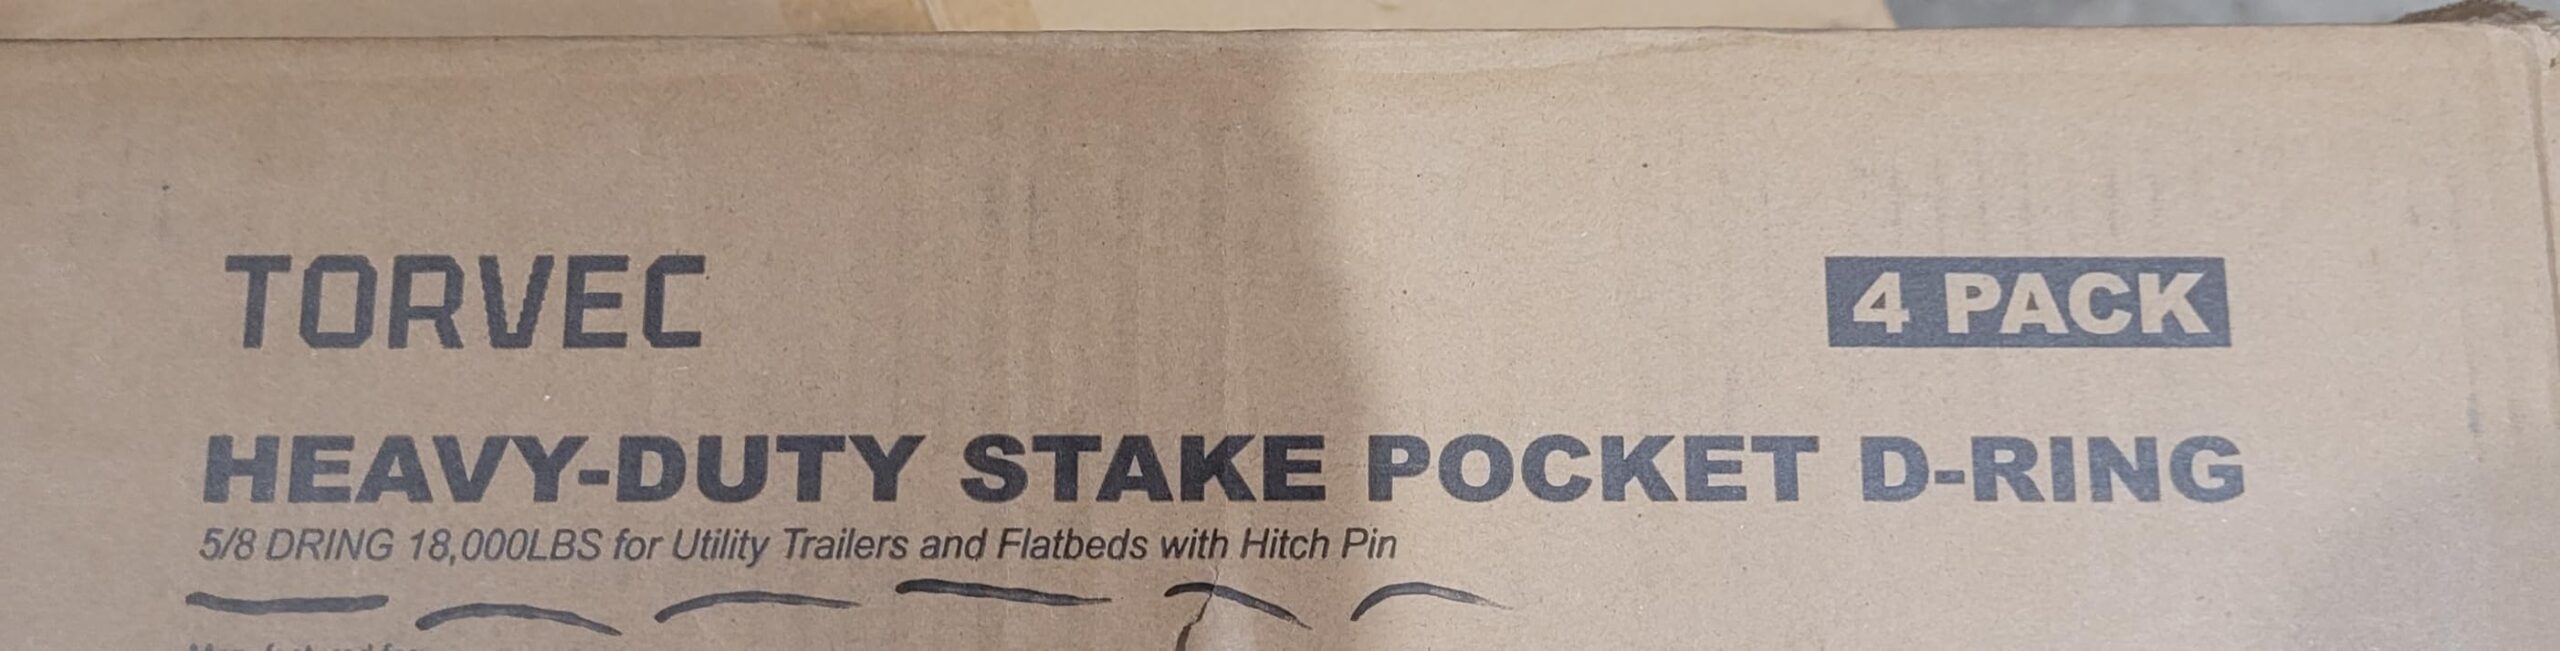 TORVEC
4 PACK
HEAVY-DUTY STAKE POCKET D-RING
5/8 DRING 18,000LBS for Utility Trailers and Flatbeds with Hitch Pin